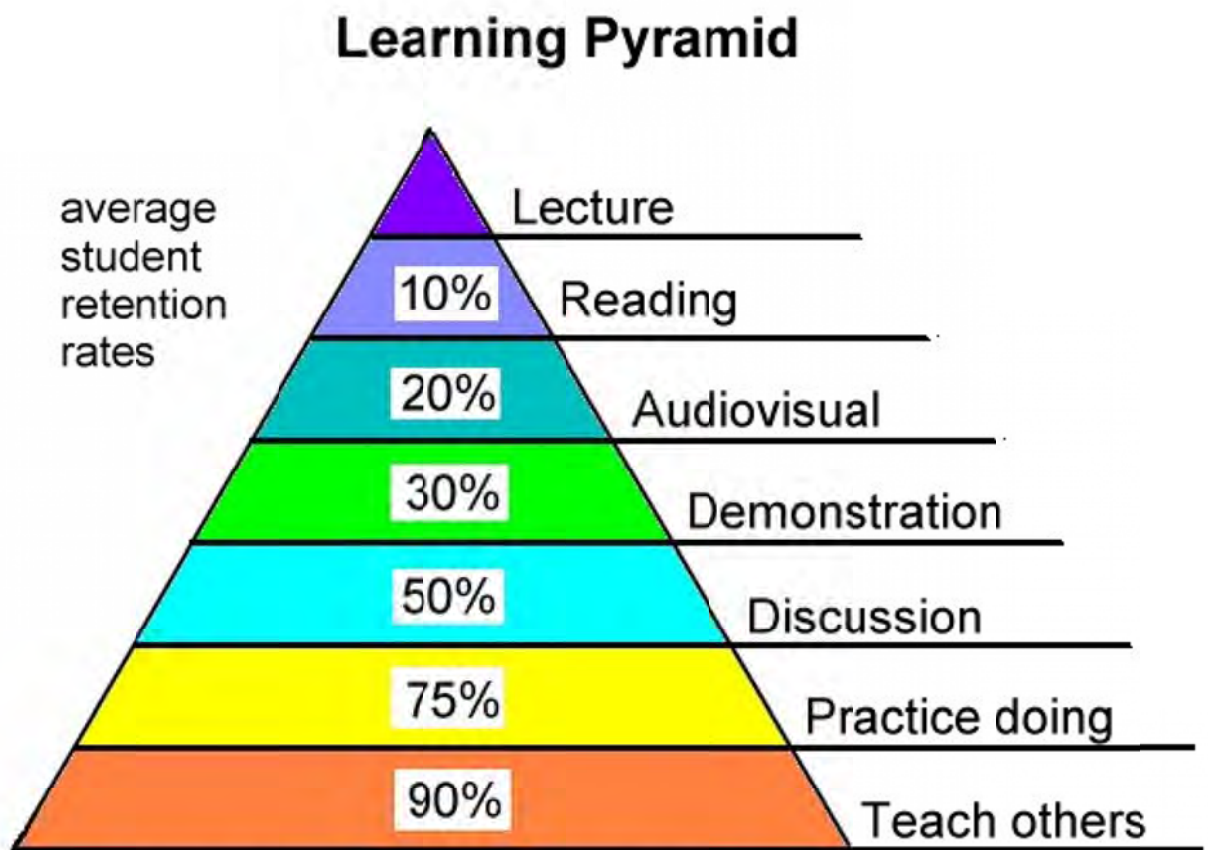 Learning Pyramid
average
student
retention
rates
Lecture
10%
Reading
20%
Audiovisual
30%
Demonstration
50%
Discussion
75%
Practice doing
90%
Teach others